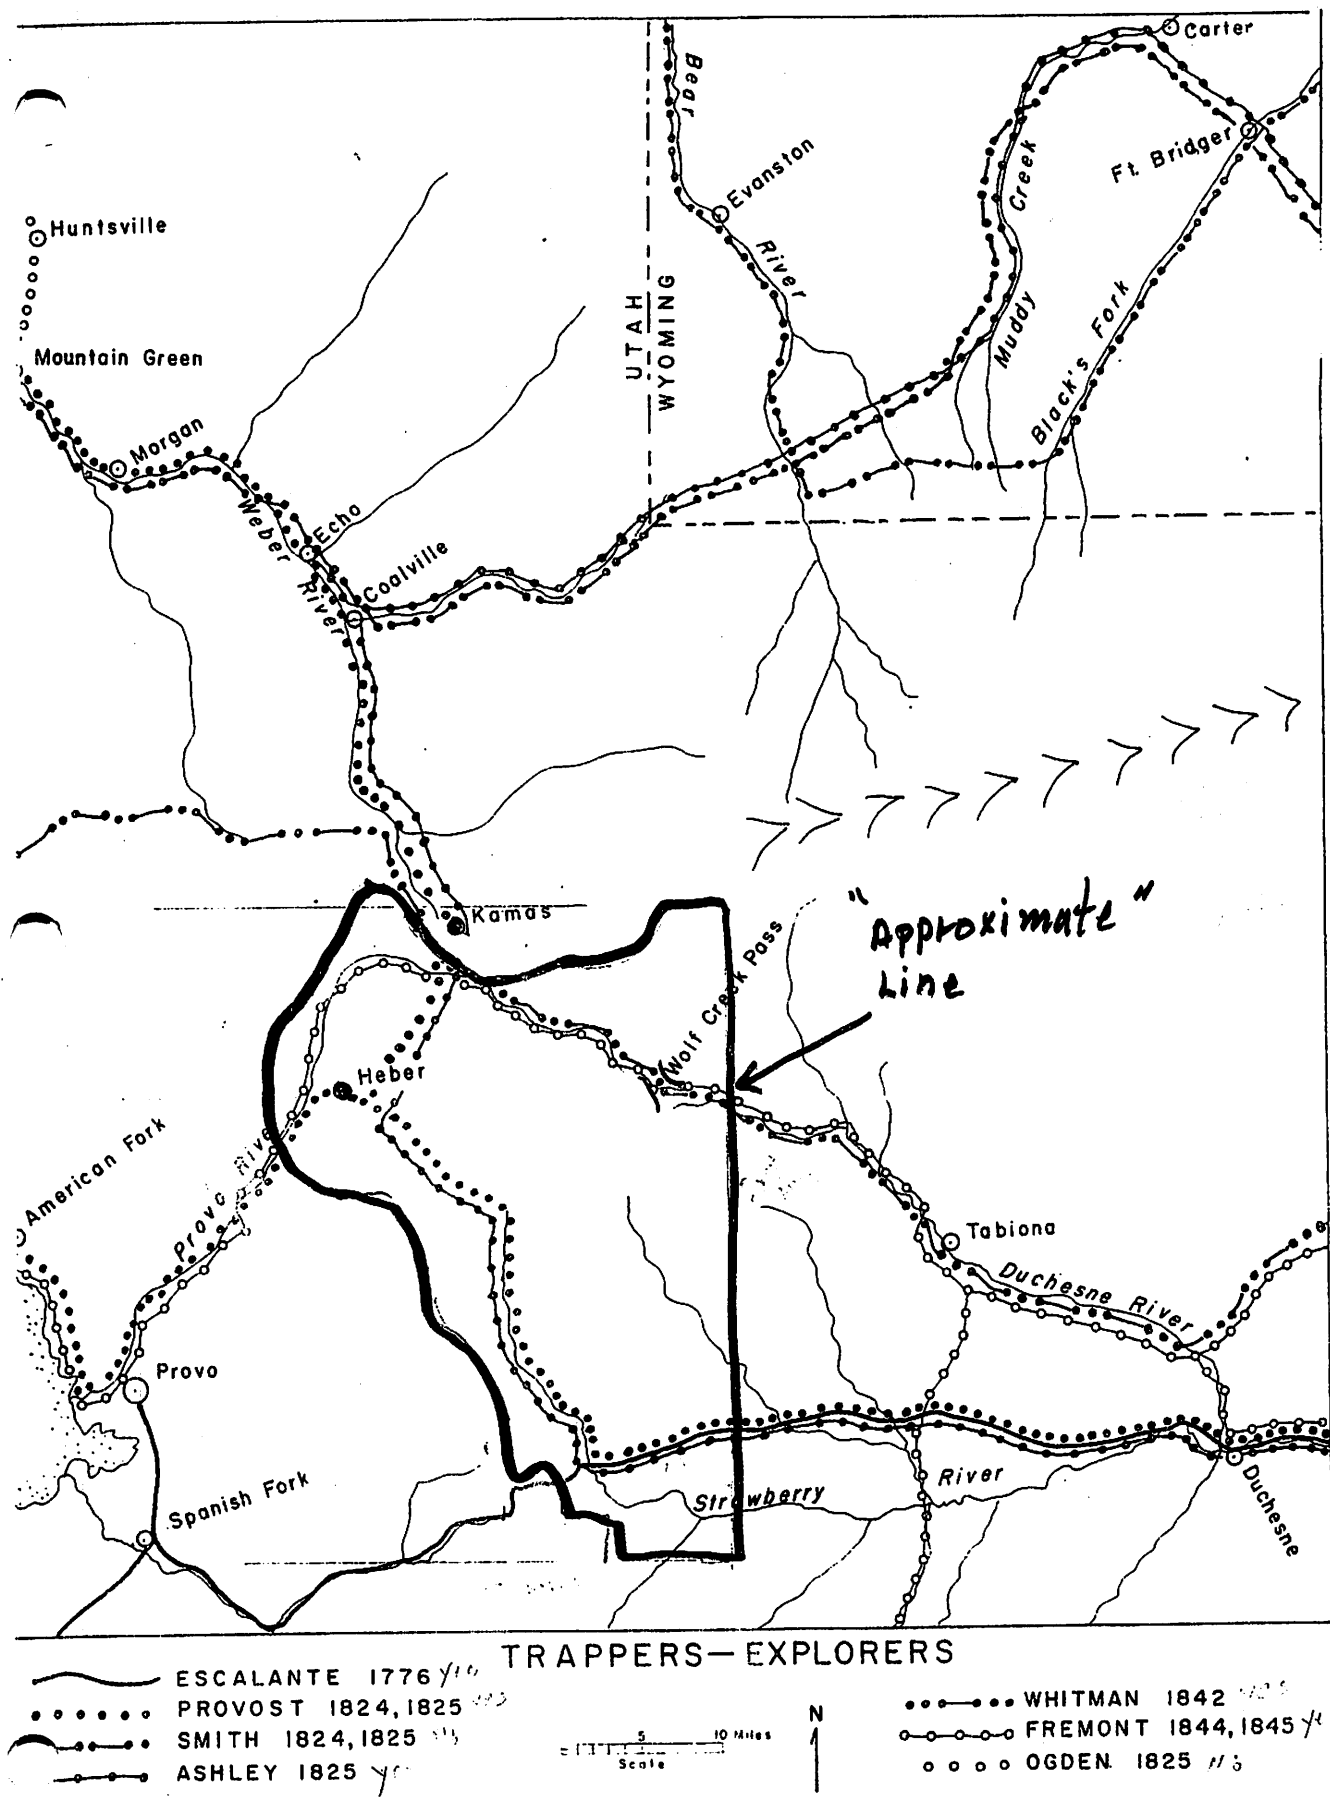 Carter
Bear
Ft. Bridger
Evanston
Creek
Huntsville
River
UTAH
WYOMING
Muddy
Black's Fork
Mountain Green
Morgan
Weber
River
Echo
Coalville
Kamas
"Approximate"
Line
Wolf Creek Pass
Heber
American Fork
Provo River
Tabiona
Duchesne River
Provo
Spanish Fork
Strawberry
River
Duchesne
TRAPPERS—EXPLORERS
ESCALANTE 1776
PROVOST 1824, 1825
SMITH 1824, 1825
ASHLEY 1825
5 10 Miles
Scale
N
WHITMAN 1842
FREMONT 1844, 1845
OGDEN 1825